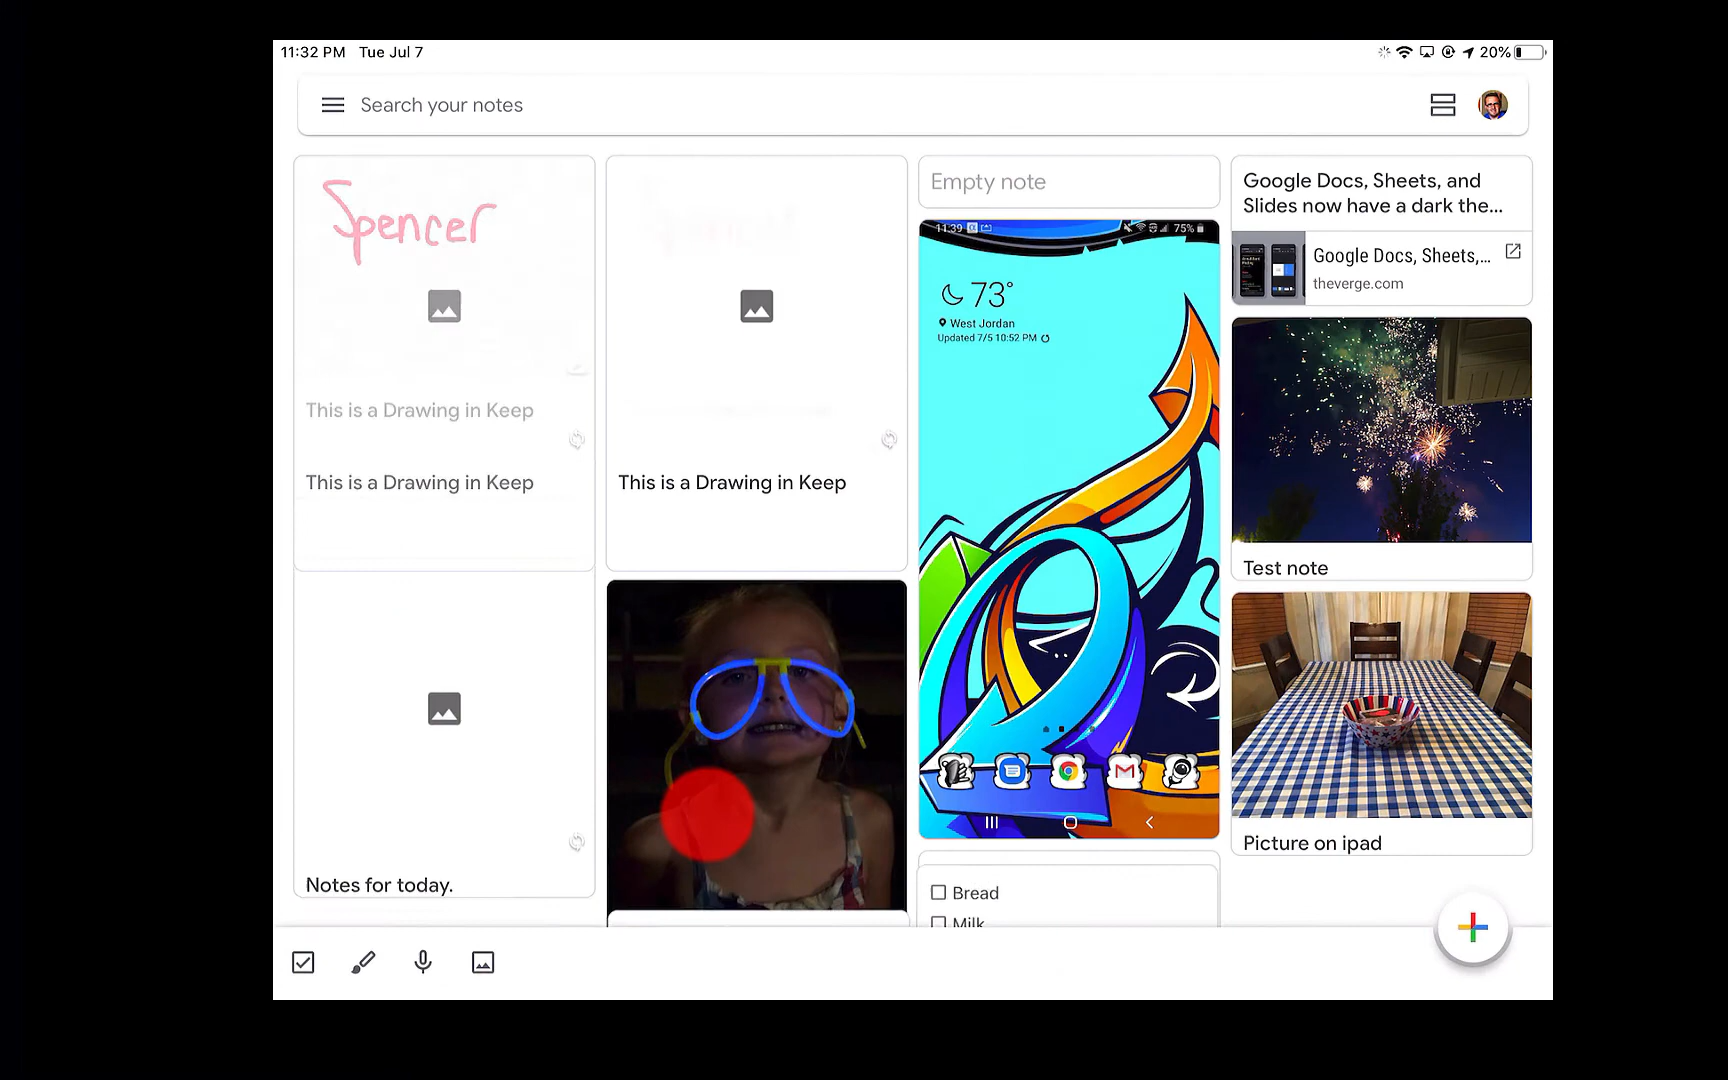 11:32 PM Tue Jul 7
20%
Search your notes
Spencer
This is a Drawing in Keep
This is a Drawing in Keep
Notes for today.
This is a Drawing in Keep
Empty note
11:39
75%
73°
West Jordan
Updated 7/5 10:52 PM
Bread
Milk
Google Docs, Sheets, and
Slides now have a dark the...
Google Docs, Sheets,...
theverge.com
Test note
Picture on ipad